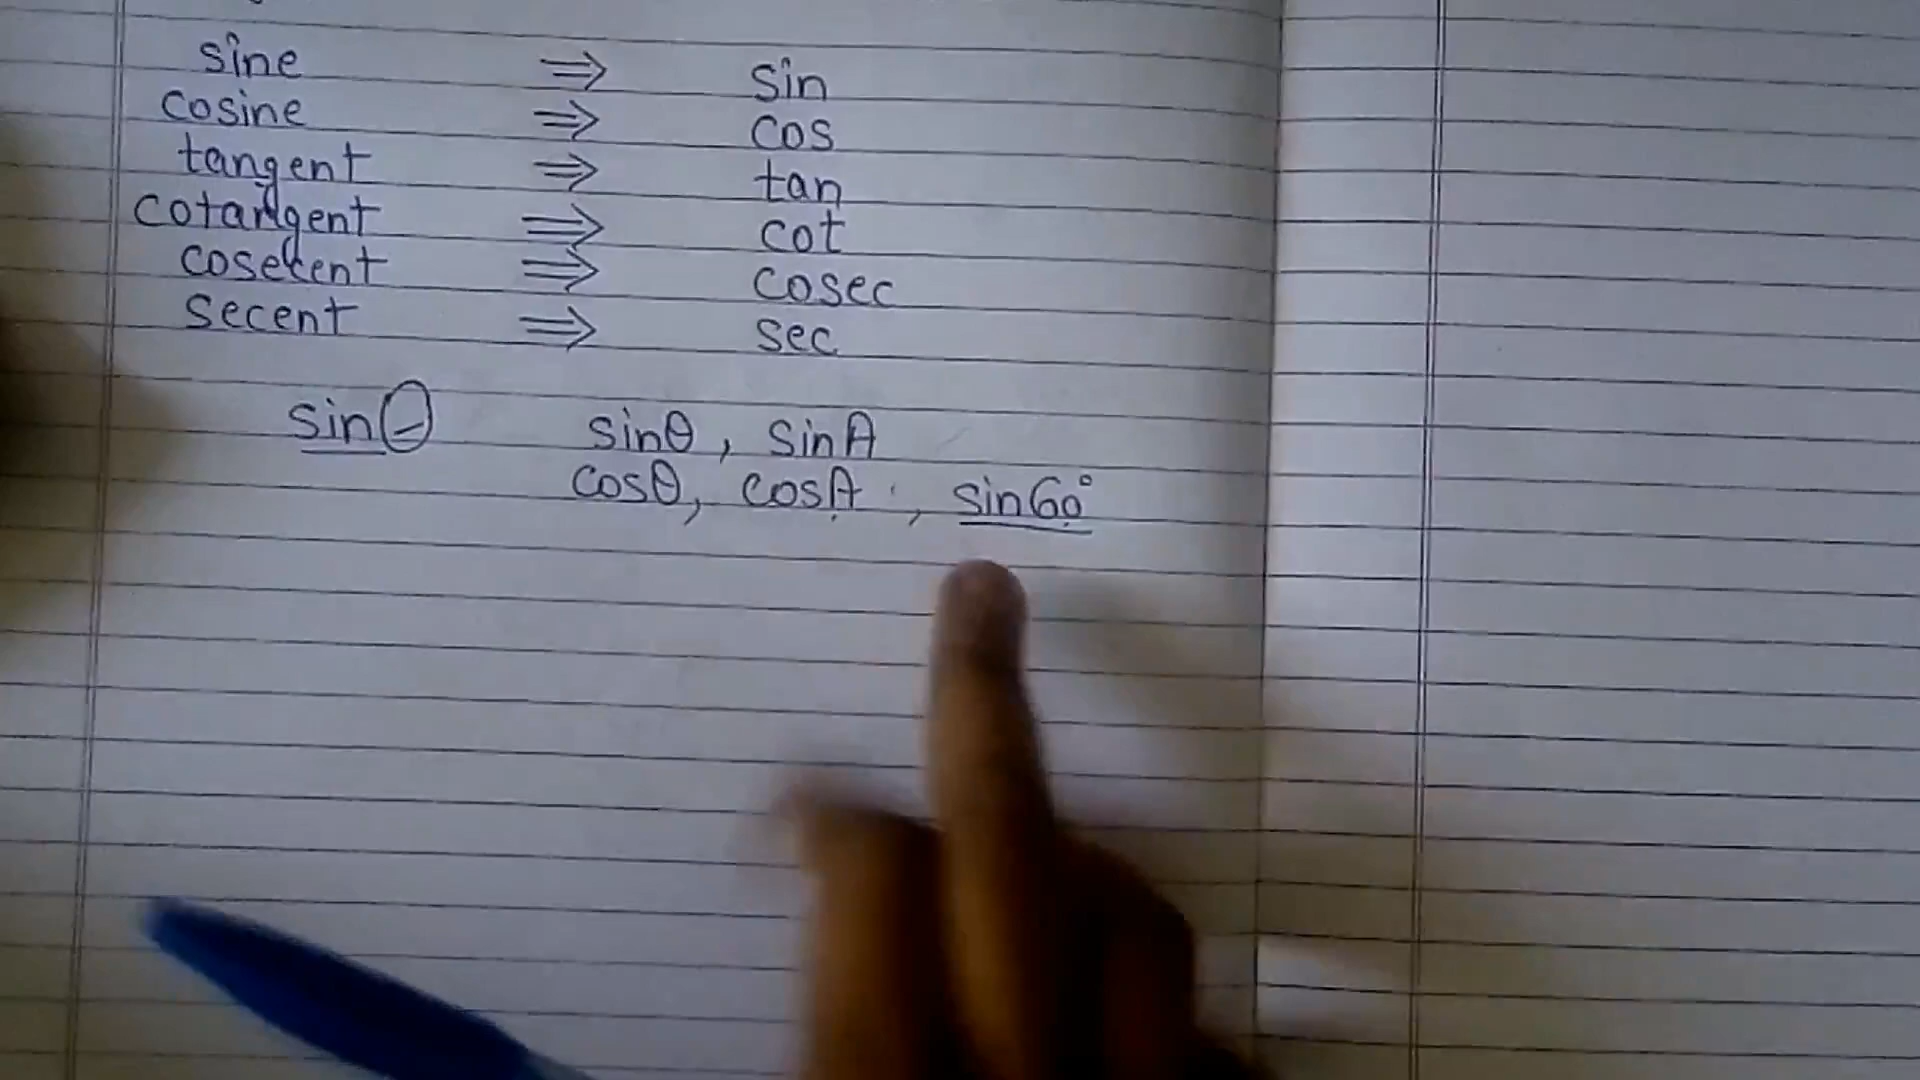 sine ⇒ sin
cosine ⇒ cos
tangent ⇒ tan
cotangent ⇒ cot
cosecent ⇒ cosec
secent ⇒ sec
sinθ sinθ, sinA
cosθ, cosA, sin60°